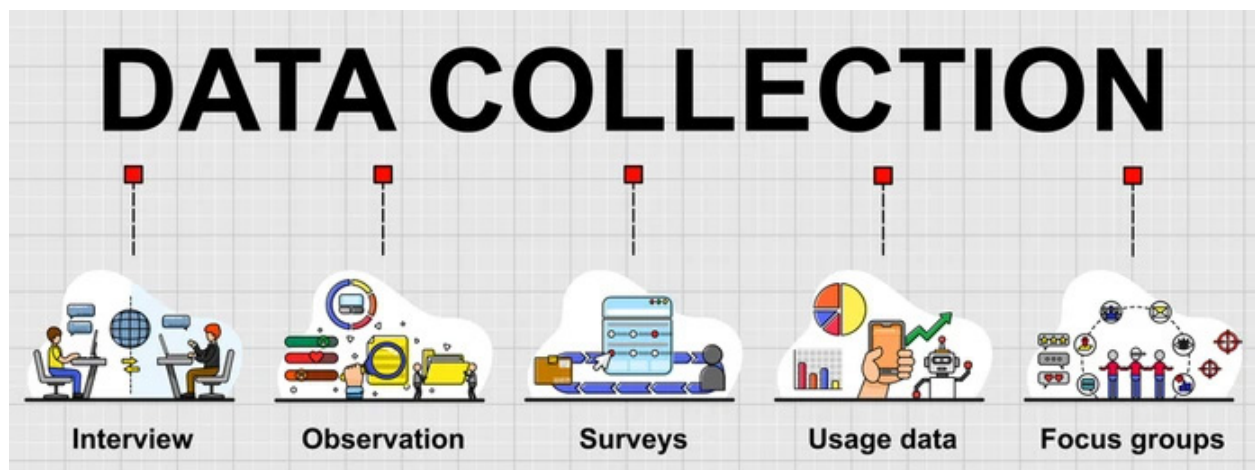 DATA COLLECTION
Interview
Observation
Surveys
Usage data
Focus groups